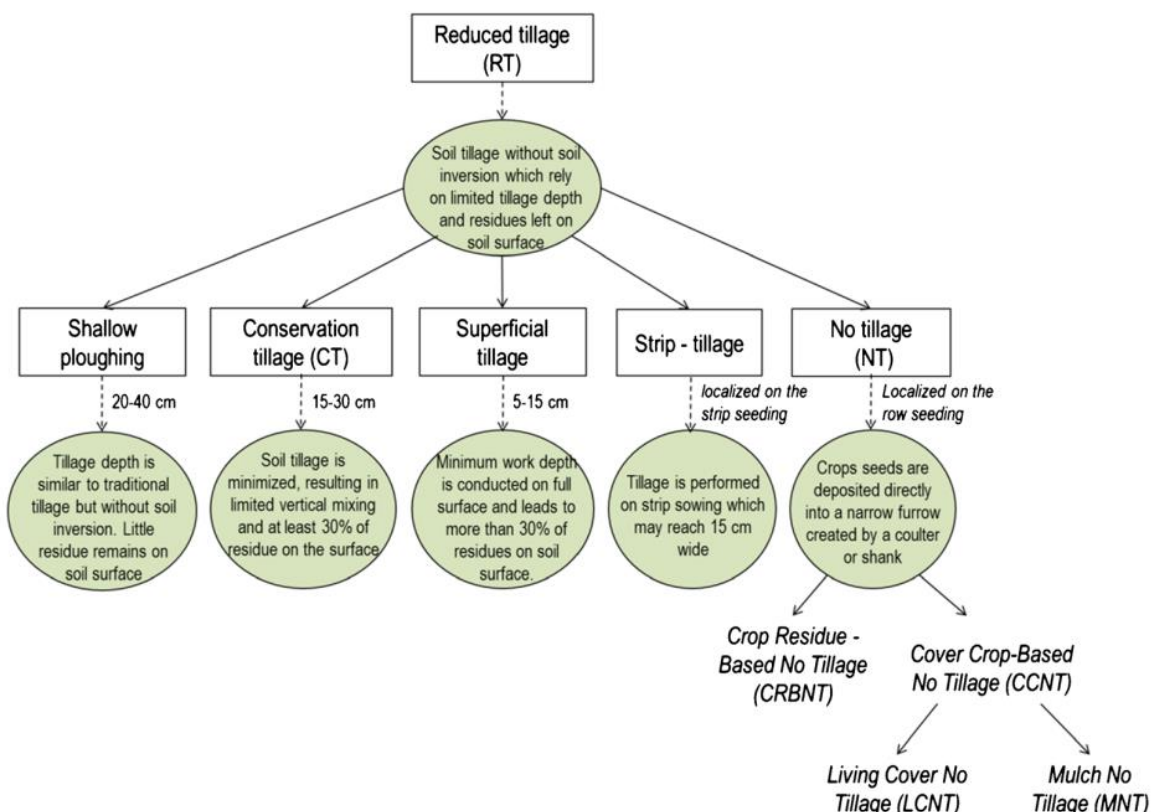 Reduced tillage
(RT)
Soil tillage without soil
inversion which rely
on limited tillage depth
and residues left on
soil surface
Shallow
ploughing
Conservation
tillage (CT)
Superficial
tillage
Strip - tillage
No tillage
(NT)
20-40 cm
15-30 cm
5-15 cm
localized on the
strip seeding
Localized on the
row seeding
Tillage depth is
similar to traditional
tillage but without soil
inversion. Little
residue remains on
soil surface
Soil tillage is
minimized, resulting in
limited vertical mixing
and at least 30% of
residue on the surface
Minimum work depth
is conducted on full
surface and leads to
more than 30% of
residues on soil
surface.
Tillage is performed
on strip sowing which
may reach 15 cm
wide
Crops seeds are
deposited directly
into a narrow furrow
created by a coulter
or shank
Crop Residue -
Based No Tillage
(CRBNT)
Cover Crop-Based
No Tillage (CCNT)
Living Cover No
Tillage (LCNT)
Mulch No
Tillage (MNT)